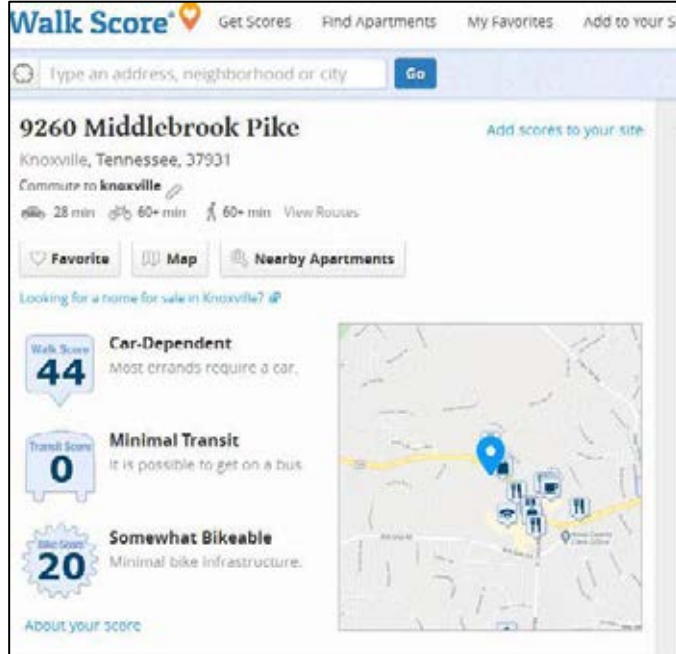 Walk Score® Get Scores Find Apartments My Favorites Add to Your S
Type an address, neighborhood or city Go
9260 Middlebrook Pike Add scores to your site
Knoxville, Tennessee, 37931
Commute to knoxville
28 min 60+ min 60+ min View Routes
Favorite Map Nearby Apartments
Looking for a home for sale in Knoxville?
Walk Score
44
Car-Dependent
Most errands require a car.
Transit Score
0
Minimal Transit
It is possible to get on a bus.
Bike Score
20
Somewhat Bikeable
Minimal bike infrastructure.
About your score